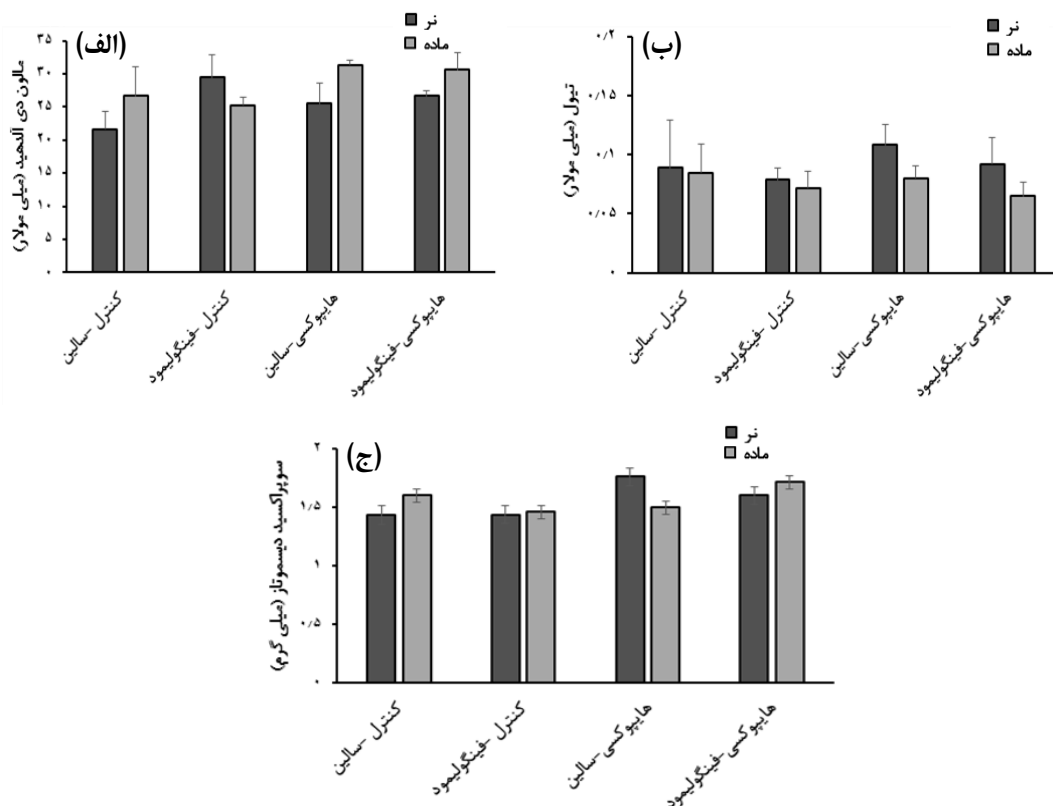 (الف)
نر
ماده
مالون دی آلدهید (میلی مولار)
۳۵
۳۰
۲۵
۲۰
۱۵
۱۰
۵
۰
کنترل -سالین
کنترل -فینگولیمود
هایپوکسی-سالین
هایپوکسی-فینگولیمود
(ب)
نر
ماده
تیول (میلی مولار)
۰/۲
۰/۱۵
۰/۱
۰/۰۵
۰
کنترل -سالین
کنترل -فینگولیمود
هایپوکسی-سالین
هایپوکسی-فینگولیمود
(ج)
نر
ماده
سوپراکسید دیسموتاز (میلی گرم)
۲
۱/۵
۱
۰/۵
۰
کنترل -سالین
کنترل -فینگولیمود
هایپوکسی-سالین
هایپوکسی-فینگولیمود